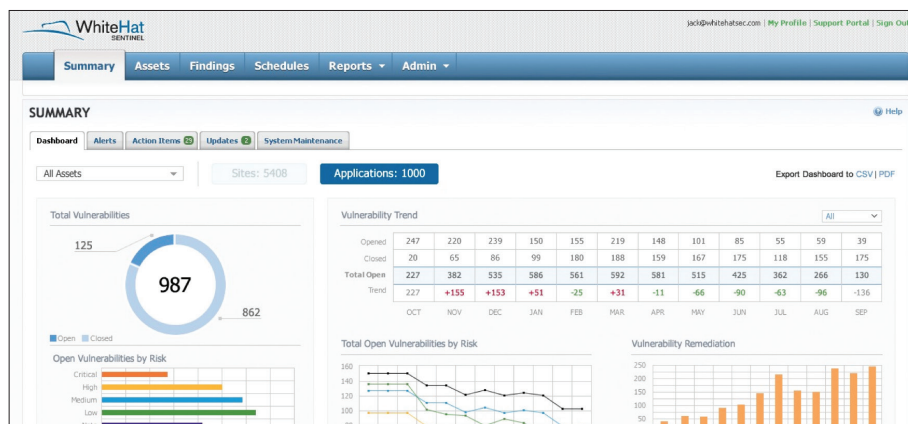 WhiteHat
SENTINEL
jack@whitehatsec.com | My Profile | Support Portal | Sign Out
Summary Assets Findings Schedules Reports Admin
SUMMARY
Help
Dashboard Alerts Action Items Updates 2 System Maintenance
All Assets
Sites: 5408
Applications: 1000
Export Dashboard to CSV | PDF
Total Vulnerabilities
125
987
862
Open Closed
Vulnerability Trend
All
Opened 247 220 239 150 155 219 148 101 85 55 59 39
Closed 20 65 86 99 180 188 159 167 175 118 155 175
Total Open 227 382 535 586 561 592 581 515 425 362 266 130
Trend 227 +155 +153 +51 -25 +31 -11 -66 -90 -63 -96 -136
OCT NOV DEC JAN FEB MAR APR MAY JUN JUL AUG SEP
Open Vulnerabilities by Risk
Critical
High
Medium
Low
Total Open Vulnerabilities by Risk
160
140
120
100
Vulnerability Remediation
250
200
150
100
50